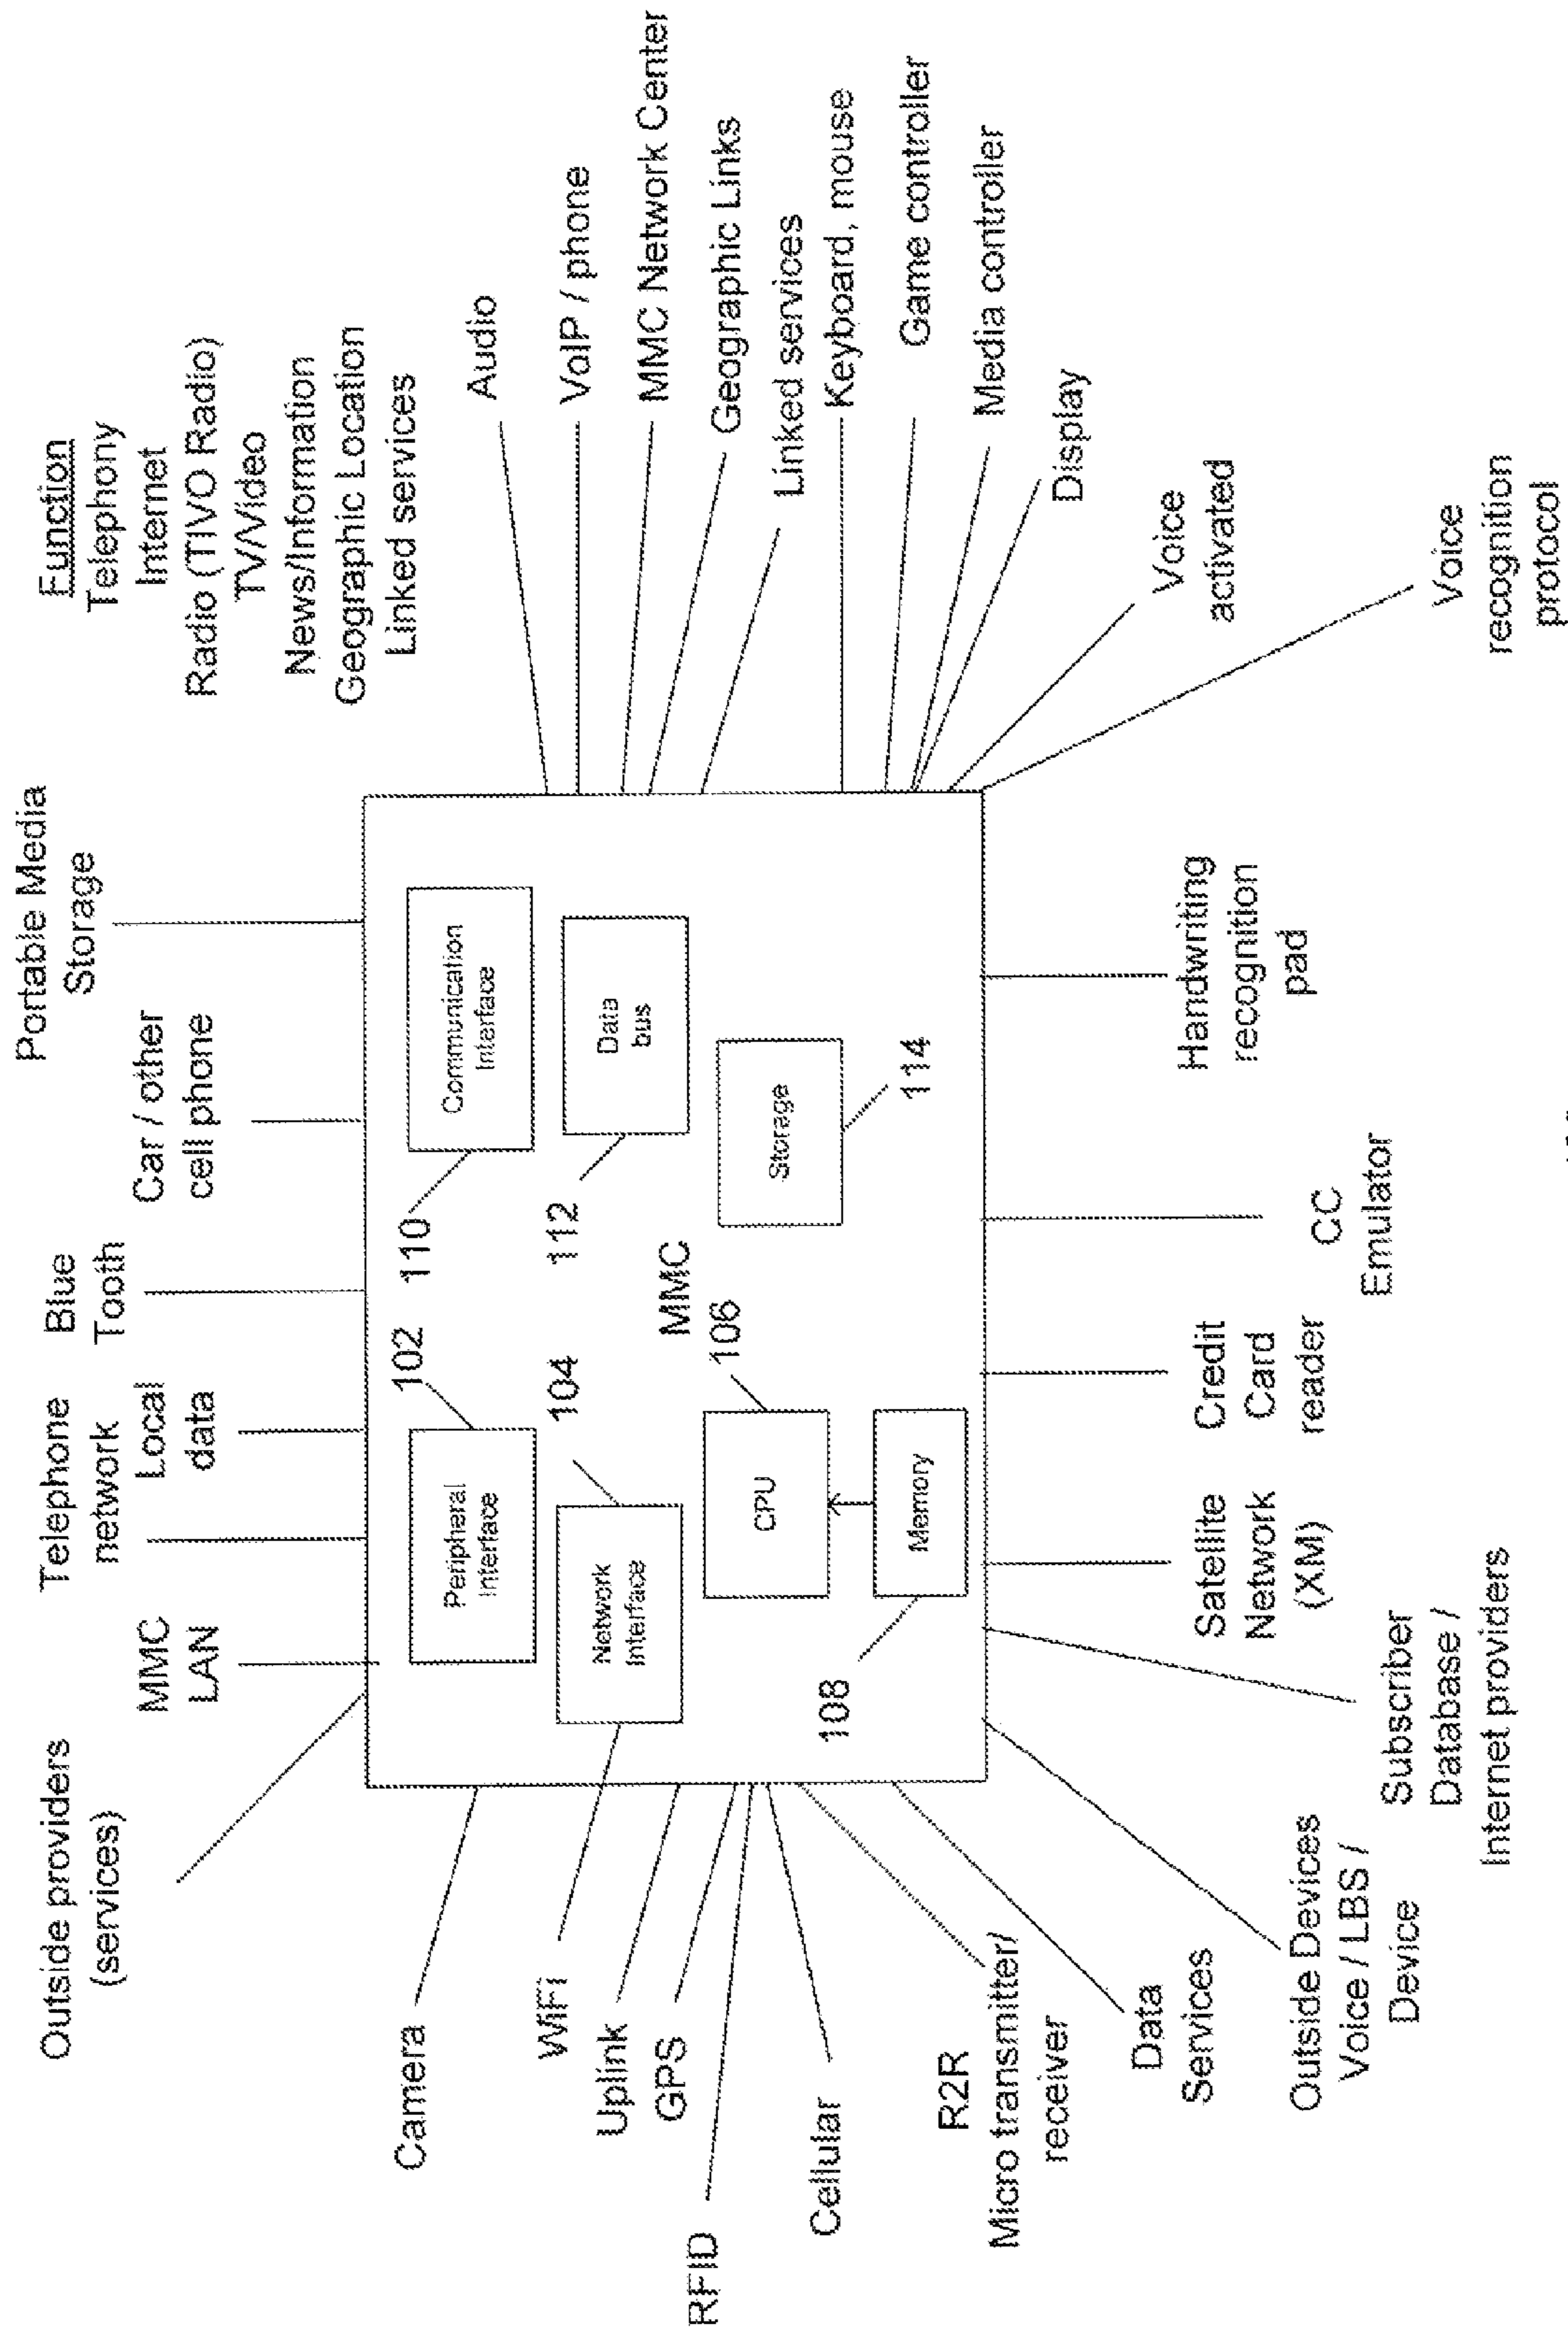 Function
Telephony
Internet
Radio (TIVO Radio)
TV/Video
News/Information
Geographic Location
Linked services
Outside providers
(services)
MMC
LAN
Telephone
network
Local
data
Blue
Tooth
Car / other
cell phone
Portable Media
Storage
Audio
VoIP / phone
MMC Network Center
Geographic Links
Linked services
Keyboard, mouse
Game controller
Media controller
Display
Voice
activated
Voice
recognition
protocol
Camera
WiFi
Uplink
GPS
RFID
Cellular
R2R
Micro transmitter/
receiver
Data
Services
Outside Devices
Voice / LBS /
Device
Subscriber
Database /
Internet providers
Satellite
Network
(XM)
Credit
Card
reader
CC
Emulator
Handwriting
recognition
pad
Peripheral
Interface
102
Network
Interface
104
MMC
106
CPU
Memory
108
Communication
Interface
110
Data
bus
112
Storage
114